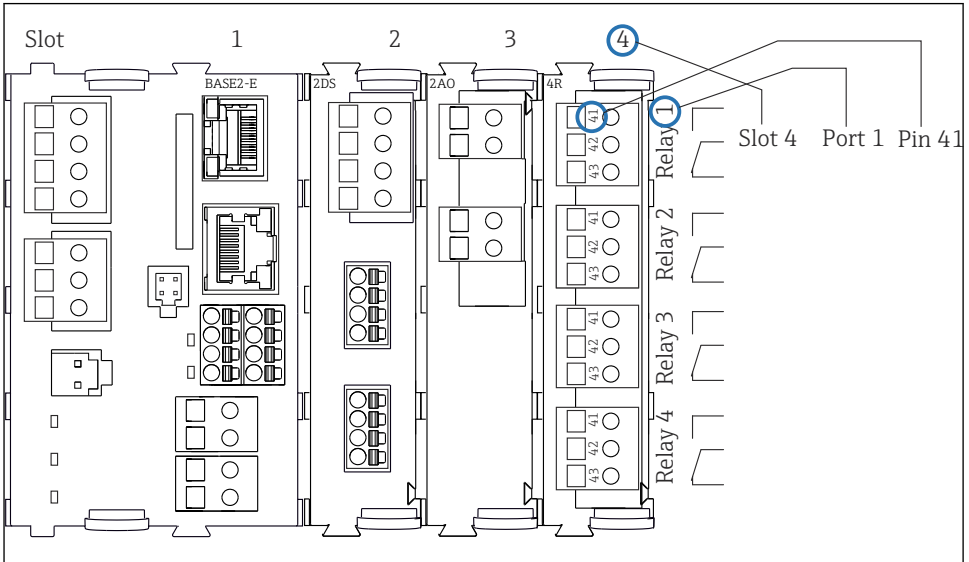 Slot 1 2 3 4
BASE2-E 2DS 2AO 4R
41
42
43
Relay 1
Slot 4 Port 1 Pin 41
41
42
43
Relay 2
41
42
43
Relay 3
41
42
43
Relay 4